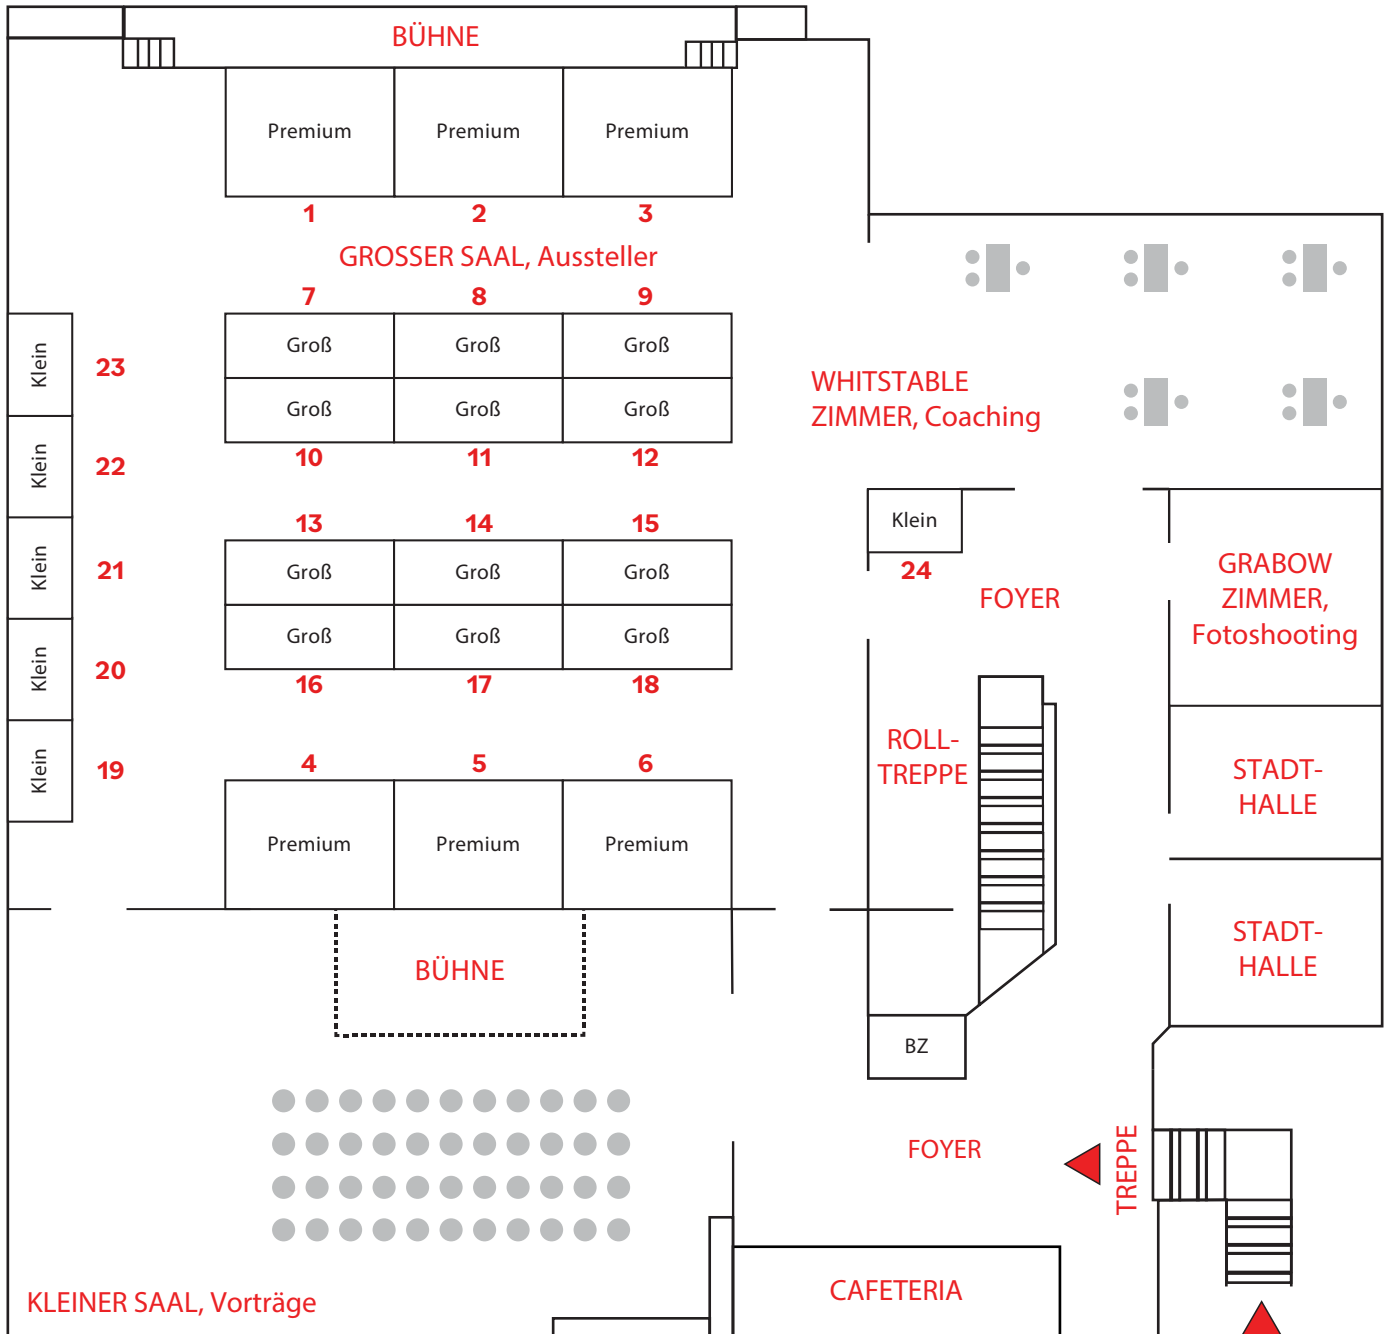 BÜHNE
Premium
Premium
Premium
1
2
3
GROSSER SAAL, Aussteller
7
8
9
Groß
Groß
Groß
Groß
Groß
Groß
10
11
12
13
14
15
Groß
Groß
Groß
Groß
Groß
Groß
16
17
18
4
5
6
Premium
Premium
Premium
Klein
23
Klein
22
Klein
21
Klein
20
Klein
19
WHITSTABLE
ZIMMER, Coaching
Klein
24
FOYER
GRABOW
ZIMMER,
Fotoshooting
ROLL-
TREPPE
STADT-
HALLE
STADT-
HALLE
BÜHNE
BZ
FOYER
TREPPE
KLEINER SAAL, Vorträge
CAFETERIA